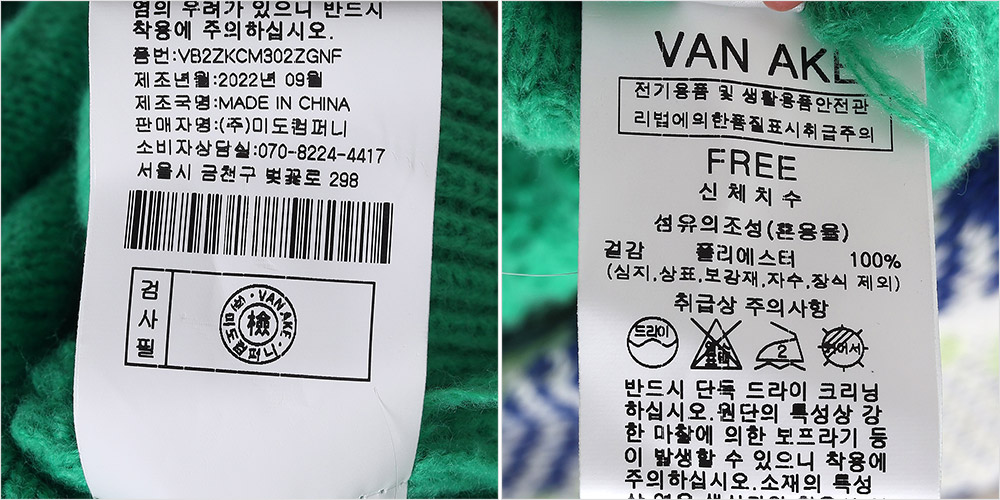 염의 우려가 있으니 반드시
착용에 주의하십시오.
품번:VB2ZKCM302ZGNF
제조년월:2022년 09월
제조국명:MADE IN CHINA
판매자명:(주)미도컴퍼니
소비자상담실:070-8224-4417
서울시 금천구 벚꽃로 298
검
사
필
VAN AKE
(주)미도컴퍼니
檢
VAN AKE
전기용품 및 생활용품안전관
리법에의한품질표시취급주의
FREE
신체치수
섬유의조성(혼용율)
겉감 폴리에스터 100%
(심지,상표,보강재,자수,장식 제외)
취급상 주의사항
드라이
2
반드시 단독 드라이 크리닝
하십시오.원단의 특성상 강
한 마찰에 의한 보프라기 등
이 발생할 수 있으니 착용에
주의하십시오.소재의 특성